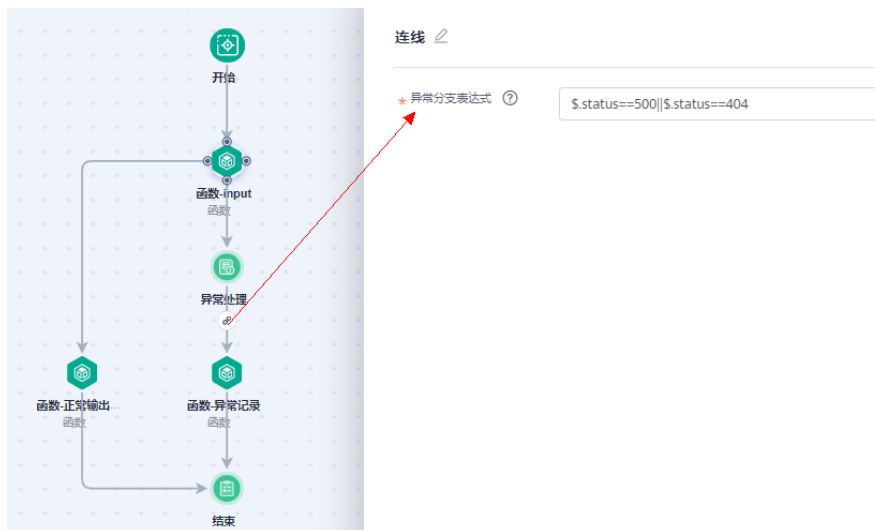 开始
函数-input
函数
异常处理
函数-正常输出...
函数
函数-异常记录
函数
结束
连线
* 异常分支表达式 ?
$.status==500||$.status==404